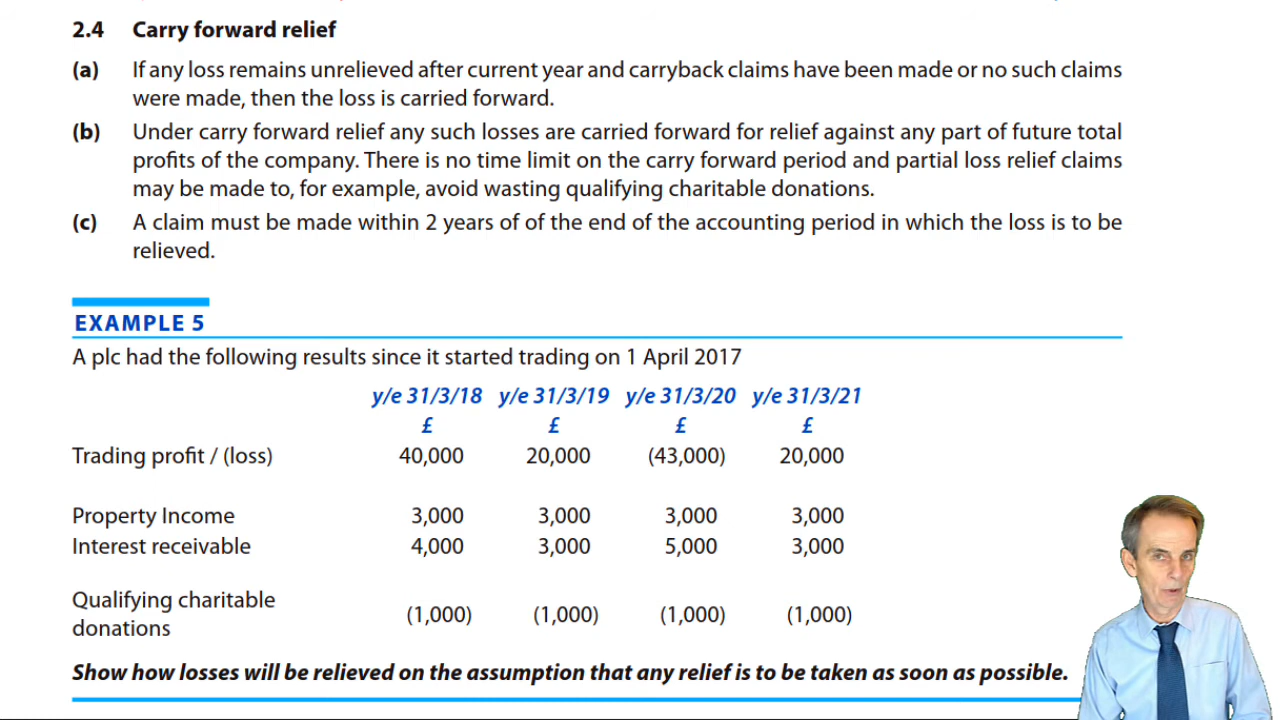 2.4 Carry forward relief
(a) If any loss remains unrelieved after current year and carryback claims have been made or no such claims
were made, then the loss is carried forward.
(b) Under carry forward relief any such losses are carried forward for relief against any part of future total
profits of the company. There is no time limit on the carry forward period and partial loss relief claims
may be made to, for example, avoid wasting qualifying charitable donations.
(c) A claim must be made within 2 years of of the end of the accounting period in which the loss is to be
relieved.
EXAMPLE 5
A plc had the following results since it started trading on 1 April 2017
y/e 31/3/18 y/e 31/3/19 y/e 31/3/20 y/e 31/3/21
£ £ £ £
Trading profit / (loss) 40,000 20,000 (43,000) 20,000
Property Income 3,000 3,000 3,000 3,000
Interest receivable 4,000 3,000 5,000 3,000
Qualifying charitable
donations (1,000) (1,000) (1,000) (1,000)
Show how losses will be relieved on the assumption that any relief is to be taken as soon as possible.